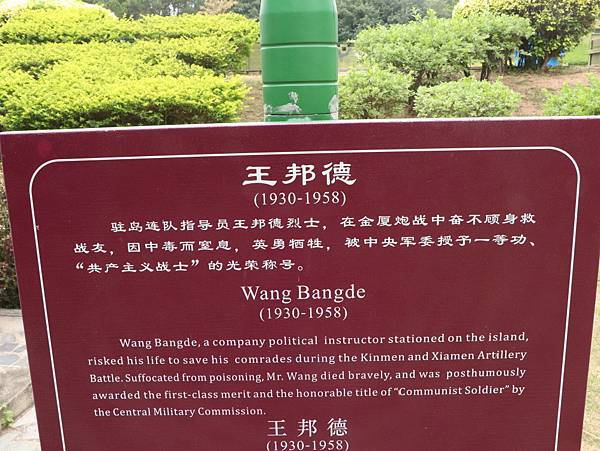 王邦德
(1930-1958)
驻岛连队指导员王邦德烈士，在金厦炮战中奋不顾身救
战友，因中毒而窒息，英勇牺牲，被中央军委授予一等功、
“共产主义战士”的光荣称号。
Wang Bangde
(1930-1958)
Wang Bangde, a company political instructor stationed on the island,
risked his life to save his comrades during the Kinmen and Xiamen Artillery
Battle. Suffocated from poisoning, Mr. Wang died bravely, and was posthumously
awarded the first-class merit and the honorable title of “Communist Soldier” by
the Central Military Commission.
王邦德
(1930-1958)